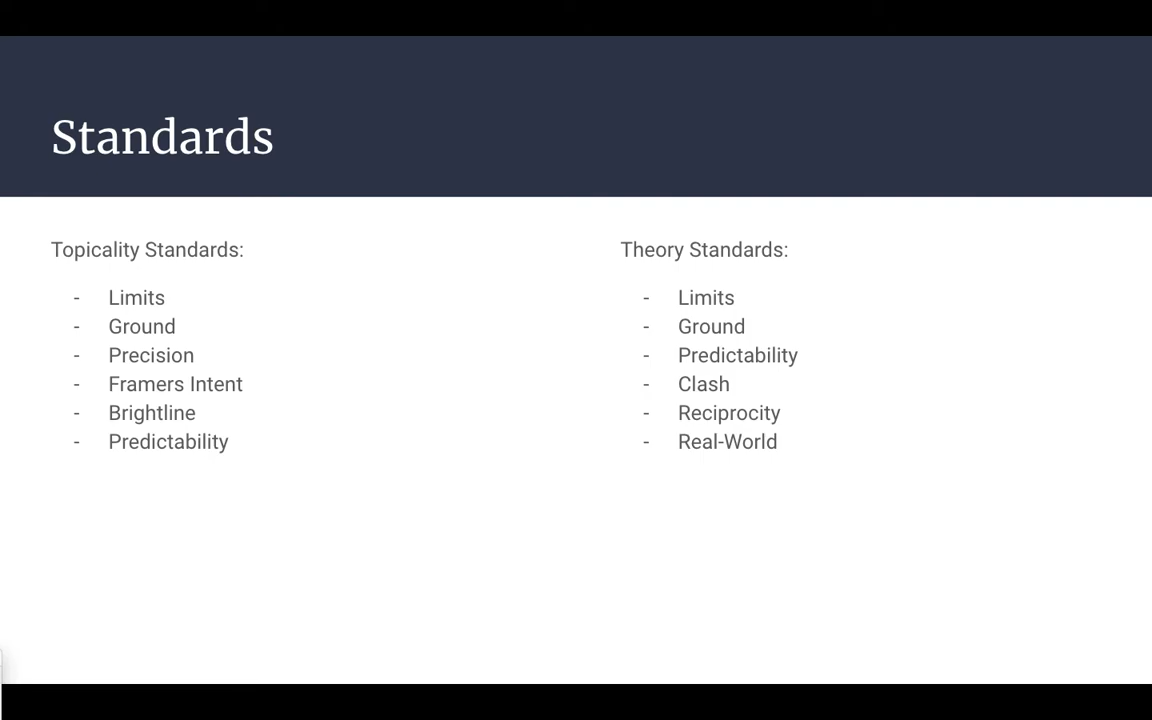 Standards
Topicality Standards:
- Limits
- Ground
- Precision
- Framers Intent
- Brightline
- Predictability
Theory Standards:
- Limits
- Ground
- Predictability
- Clash
- Reciprocity
- Real-World